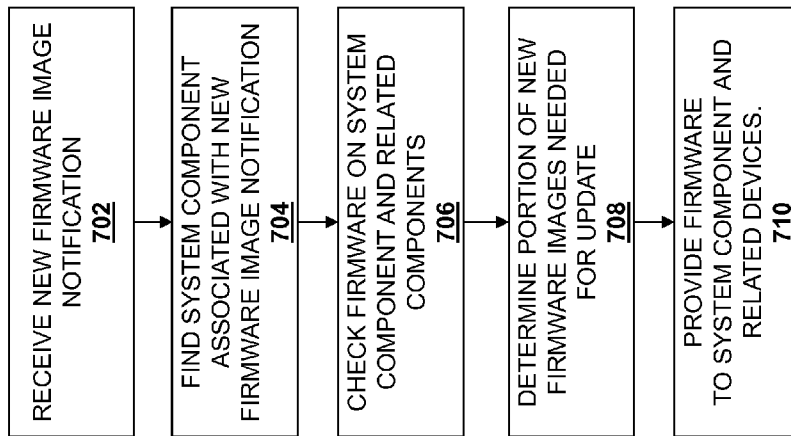 RECEIVE NEW FIRMWARE IMAGE
NOTIFICATION
702
FIND SYSTEM COMPONENT
ASSOCIATED WITH NEW
FIRMWARE IMAGE NOTIFICATION
704
CHECK FIRMWARE ON SYSTEM
COMPONENT AND RELATED
COMPONENTS
706
DETERMINE PORTION OF NEW
FIRMWARE IMAGES NEEDED
FOR UPDATE
708
PROVIDE FIRMWARE
TO SYSTEM COMPONENT AND
RELATED DEVICES.
710